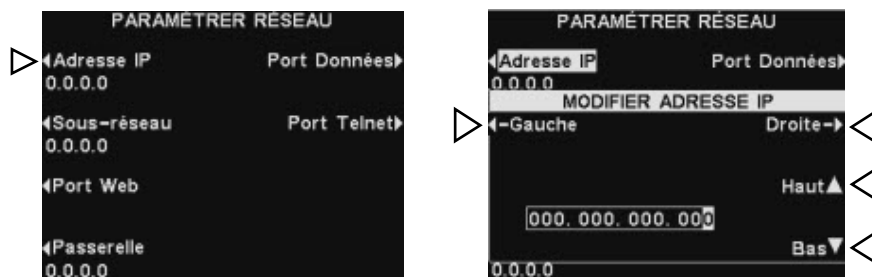 PARAMÉTRER RÉSEAU
Adresse IP Port Données
0.0.0.0
Sous-réseau Port Telnet
0.0.0.0
Port Web
Passerelle
0.0.0.0
PARAMÉTRER RÉSEAU
Adresse IP Port Données
0.0.0.0
MODIFIER ADRESSE IP
-Gauche Droite-
Haut
000. 000. 000. 000
Bas
0.0.0.0